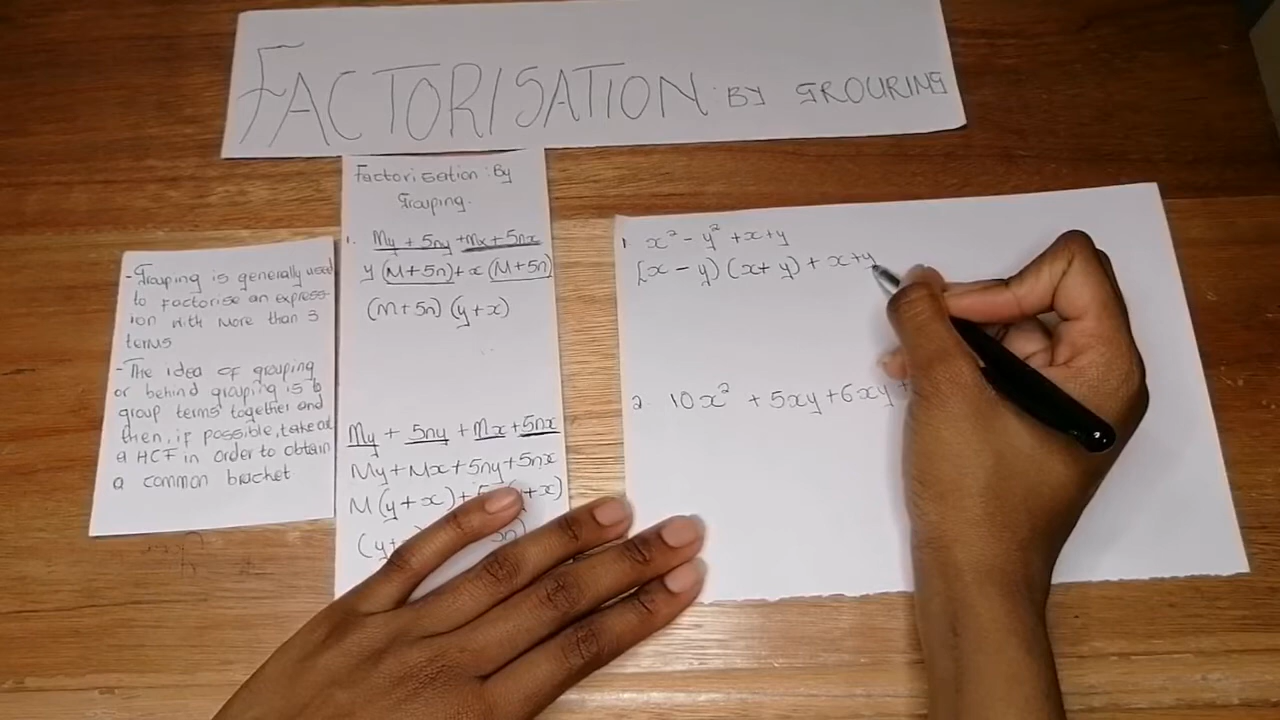 FACTORISATION: BY GROUPING
-Grouping is generally used
to factorise an express-
ion with more than 3
terms
-The idea of grouping
or behind grouping is to
group terms together and
then, if possible, take out
a HCF in order to obtain
a common bracket
Factorisation: By
Grouping.
1. My + 5ny + Mx + 5nx
y (M+5n) + x (M+5n)
(M+5n) (y+x)
My + 5ny + Mx + 5nx
My + Mx + 5ny + 5nx
M(y+x) +
(y+
1. x² - y² + x + y
(x - y) (x + y) + x + y
2. 10x² + 5xy + 6xy +